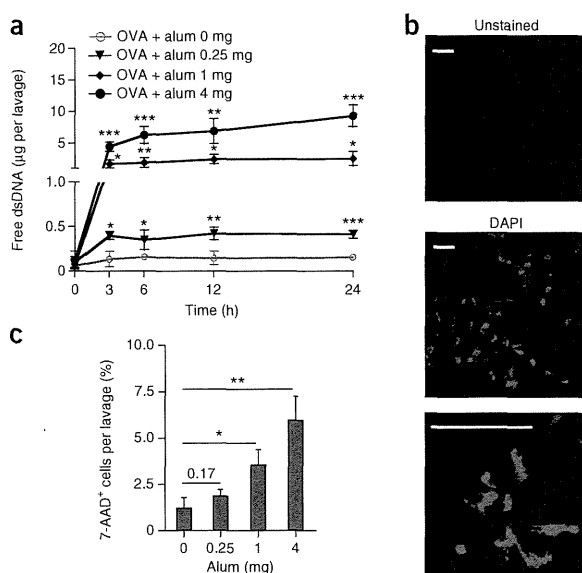 a
OVA + alum 0 mg
OVA + alum 0.25 mg
OVA + alum 1 mg
OVA + alum 4 mg
Free dsDNA (µg per lavage)
20
15
10
5
1.0
0.5
0
***
***
**
***
*
**
*
*
*
*
**
***
0
3
6
12
24
Time (h)
b
Unstained
DAPI
c
7-AAD⁺ cells per lavage (%)
10.0
7.5
5.0
2.5
0
**
*
0.17
0
0.25
1
4
Alum (mg)